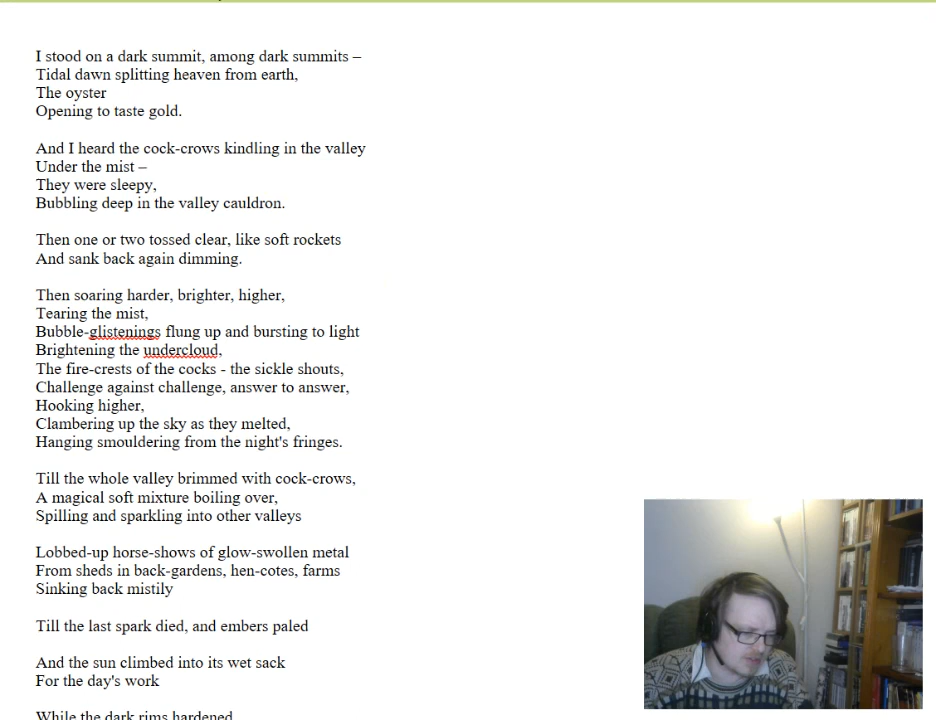 I stood on a dark summit, among dark summits –
Tidal dawn splitting heaven from earth,
The oyster
Opening to taste gold.

And I heard the cock-crows kindling in the valley
Under the mist –
They were sleepy,
Bubbling deep in the valley cauldron.

Then one or two tossed clear, like soft rockets
And sank back again dimming.

Then soaring harder, brighter, higher,
Tearing the mist,
Bubble-glistenings flung up and bursting to light
Brightening the undercloud,
The fire-crests of the cocks - the sickle shouts,
Challenge against challenge, answer to answer,
Hooking higher,
Clambering up the sky as they melted,
Hanging smouldering from the night's fringes.

Till the whole valley brimmed with cock-crows,
A magical soft mixture boiling over,
Spilling and sparkling into other valleys

Lobbed-up horse-shows of glow-swollen metal
From sheds in back-gardens, hen-cotes, farms
Sinking back mistily

Till the last spark died, and embers paled

And the sun climbed into its wet sack
For the day's work

While the dark rims hardened